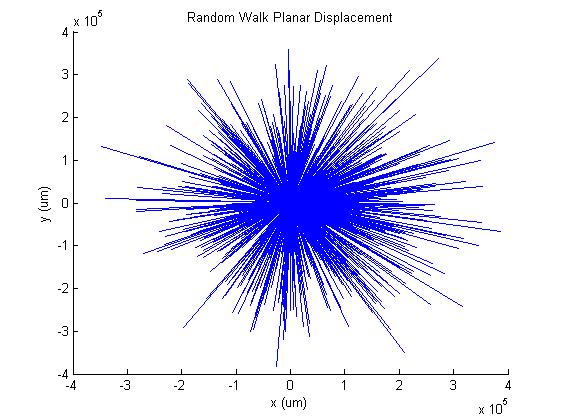 Random Walk Planar Displacement
x 10^5
4
3
2
1
0
-1
-2
-3
-4
y (um)
-4 -3 -2 -1 0 1 2 3 4
x (um)
x 10^5